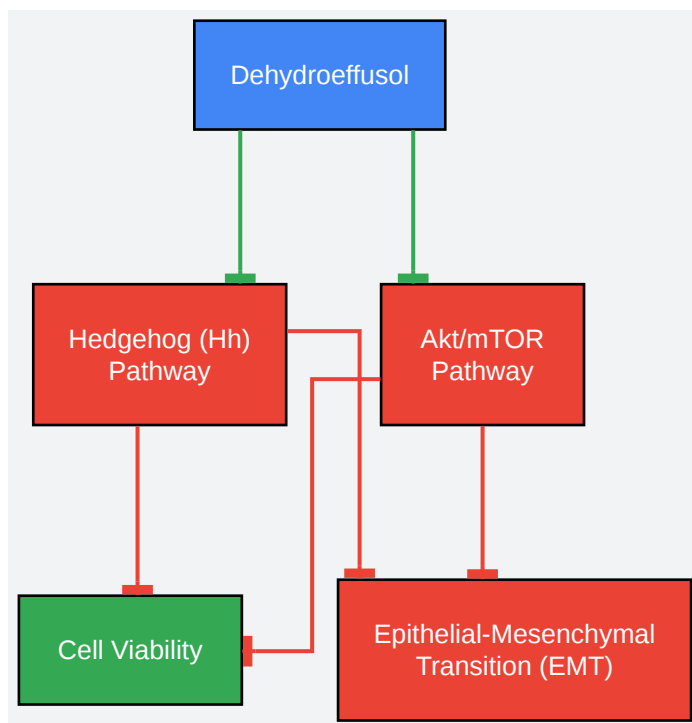 Dehydroeffusol
Hedgehog (Hh)
Pathway
Akt/mTOR
Pathway
Cell Viability
Epithelial-Mesenchymal
Transition (EMT)